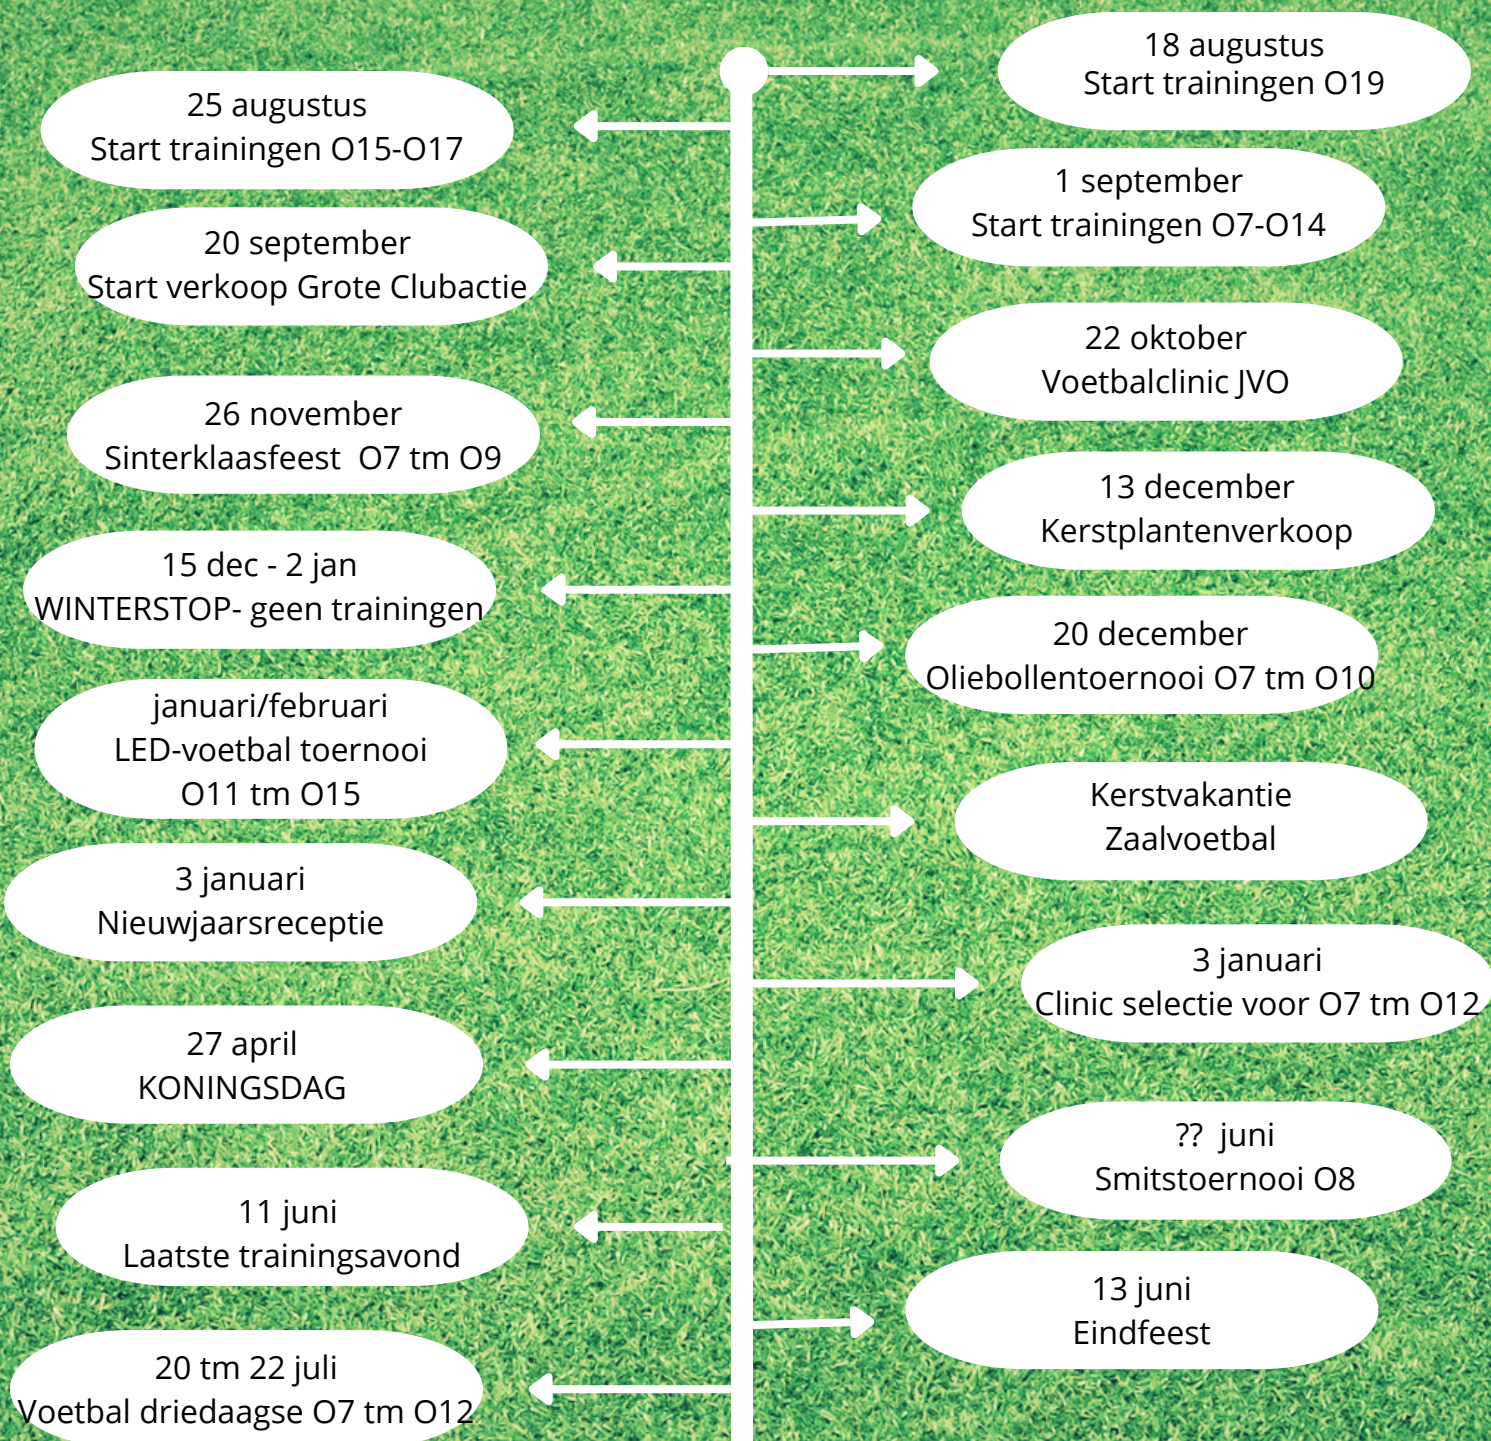 18 augustus
Start trainingen O19
25 augustus
Start trainingen O15-O17
1 september
Start trainingen O7-O14
20 september
Start verkoop Grote Clubactie
22 oktober
Voetbalclinic JVO
26 november
Sinterklaasfeest  O7 tm O9
13 december
Kerstplantenverkoop
15 dec - 2 jan
WINTERSTOP- geen trainingen
20 december
Oliebollentoernooi O7 tm O10
januari/februari
LED-voetbal toernooi
O11 tm O15
Kerstvakantie
Zaalvoetbal
3 januari
Nieuwjaarsreceptie
3 januari
Clinic selectie voor O7 tm O12
27 april
KONINGSDAG
??  juni
Smitstoernooi O8
11 juni
Laatste trainingsavond
13 juni
Eindfeest
20 tm 22 juli
Voetbal driedaagse O7 tm O12